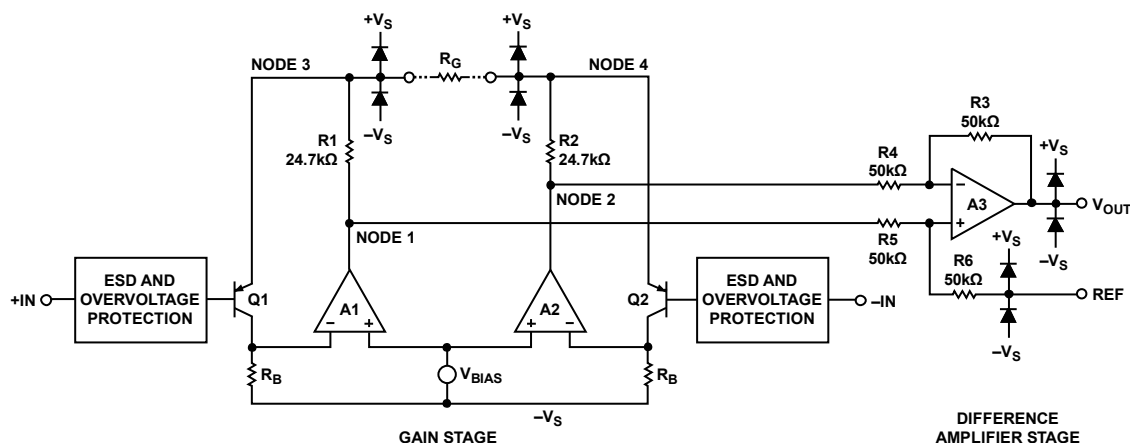 +VS
+VS
NODE 3
RG
NODE 4
R3
50kΩ
–VS
–VS
R1
24.7kΩ
R2
24.7kΩ
R4
50kΩ
+VS
–
A3
+
VOUT
NODE 2
NODE 1
R5
50kΩ
+VS
–VS
R6
50kΩ
ESD AND
OVERVOLTAGE
PROTECTION
+IN
Q1
A1
–
+
A2
+
–
Q2
ESD AND
OVERVOLTAGE
PROTECTION
–IN
REF
–VS
RB
VBIAS
RB
–VS
GAIN STAGE
DIFFERENCE
AMPLIFIER STAGE